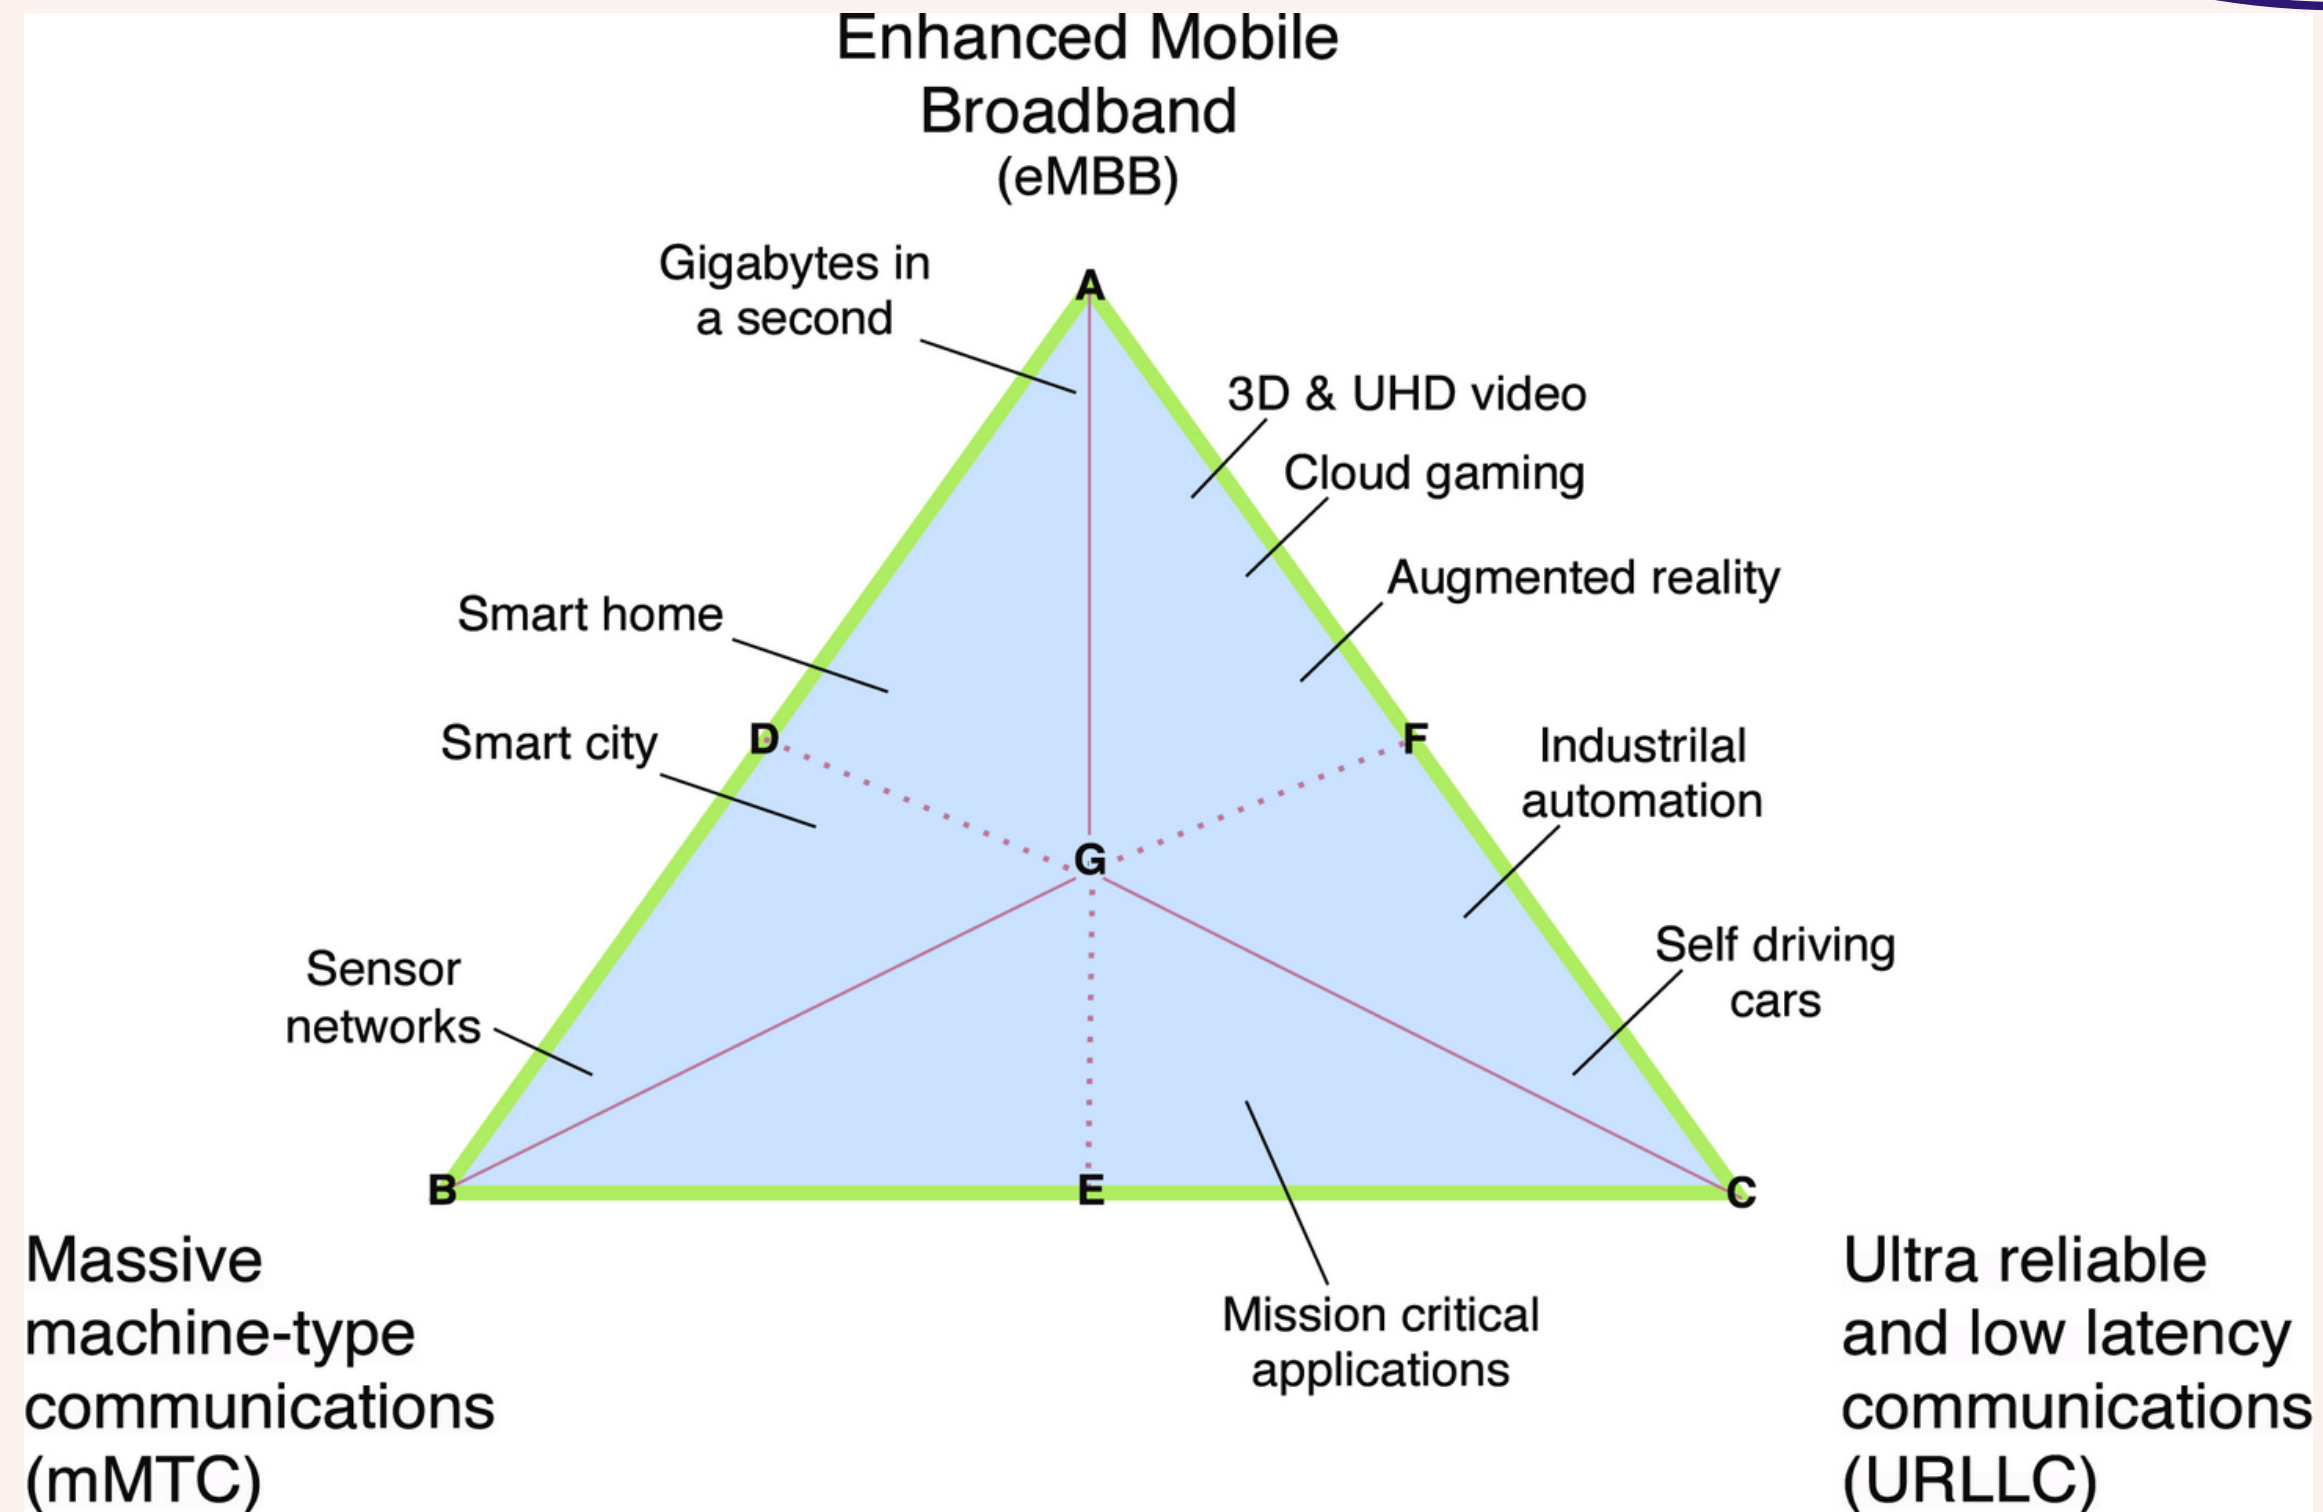 Enhanced Mobile
Broadband
(eMBB)
Gigabytes in
a second
A
3D & UHD video
Cloud gaming
Augmented reality
Smart home
D
F
Smart city
Industrilal
automation
G
Self driving
cars
Sensor
networks
B
E
C
Massive
machine-type
communications
(mMTC)
Mission critical
applications
Ultra reliable
and low latency
communications
(URLLC)